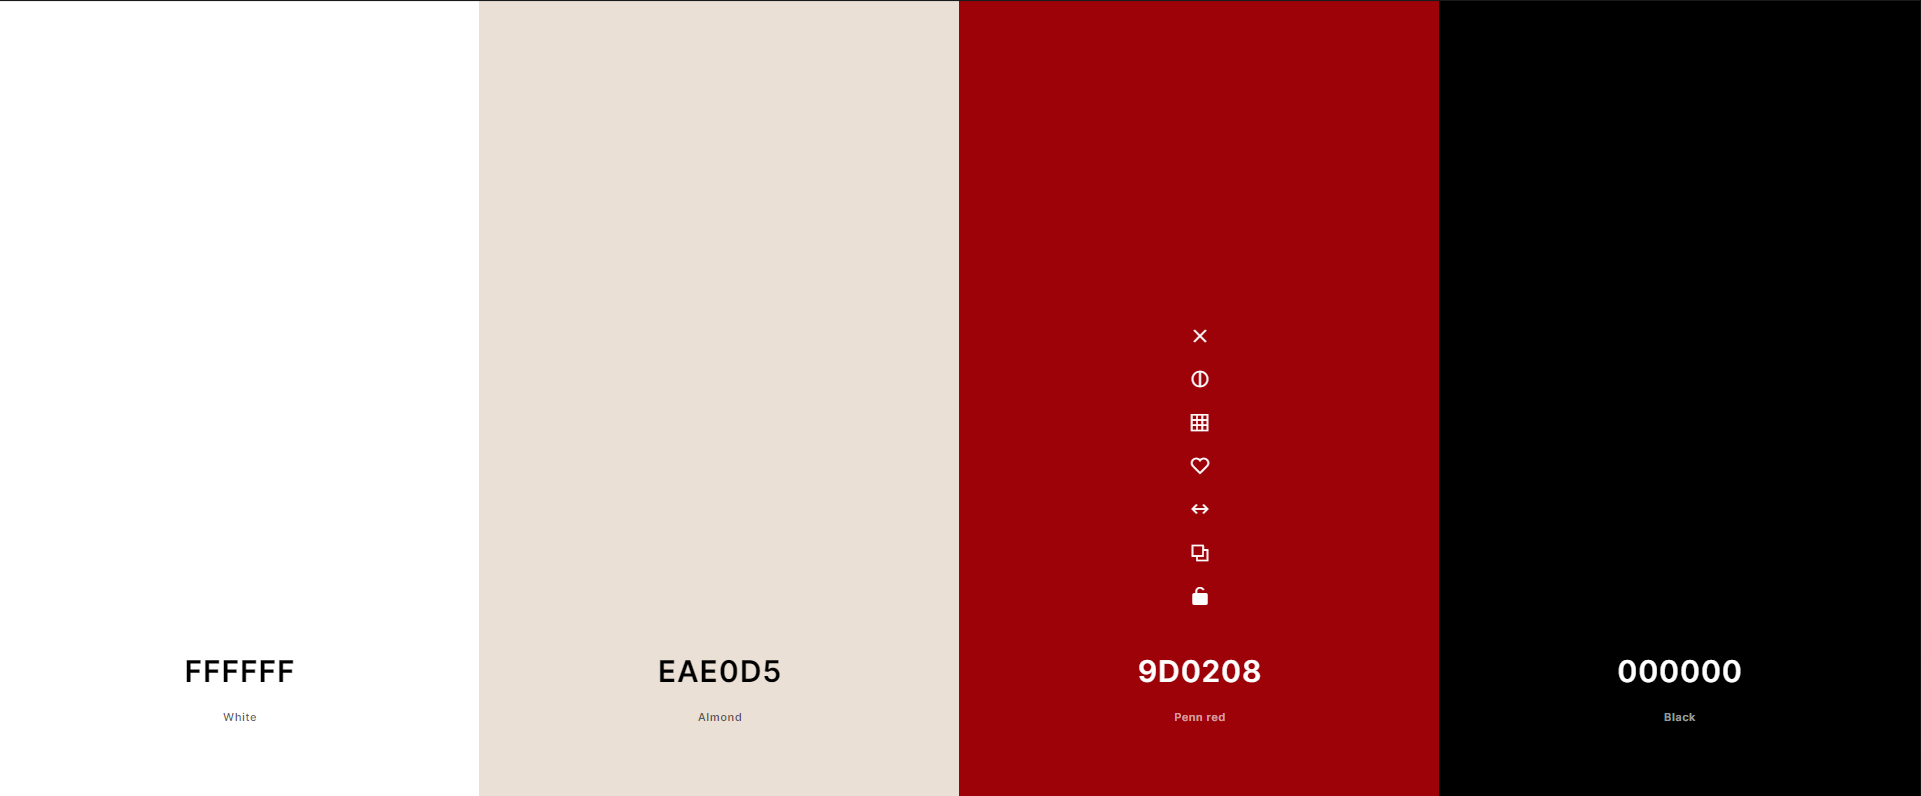 FFFFFF
White
EAE0D5
Almond
9D0208
Penn red
000000
Black